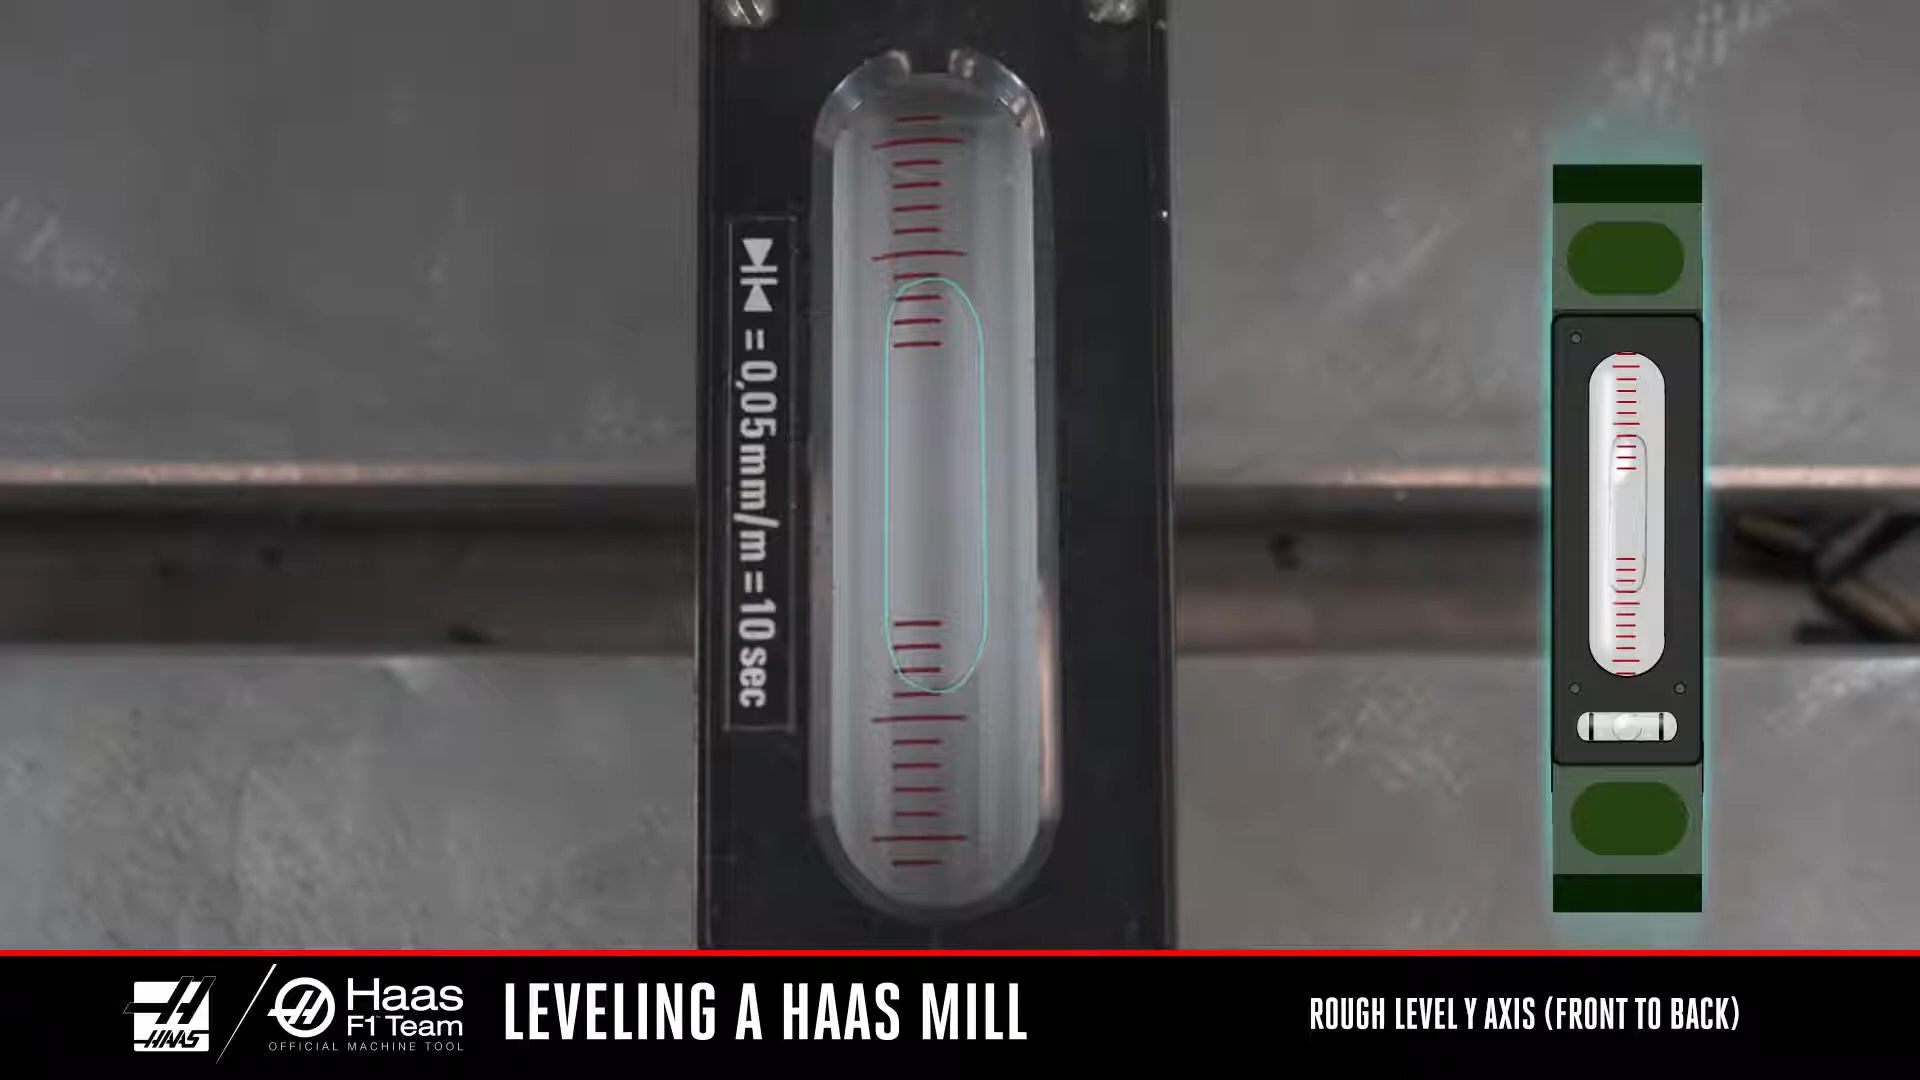 = 0,05mm/m = 10 sec
HAAS
Haas
F1 Team
OFFICIAL MACHINE TOOL
LEVELING A HAAS MILL
ROUGH LEVEL Y AXIS (FRONT TO BACK)